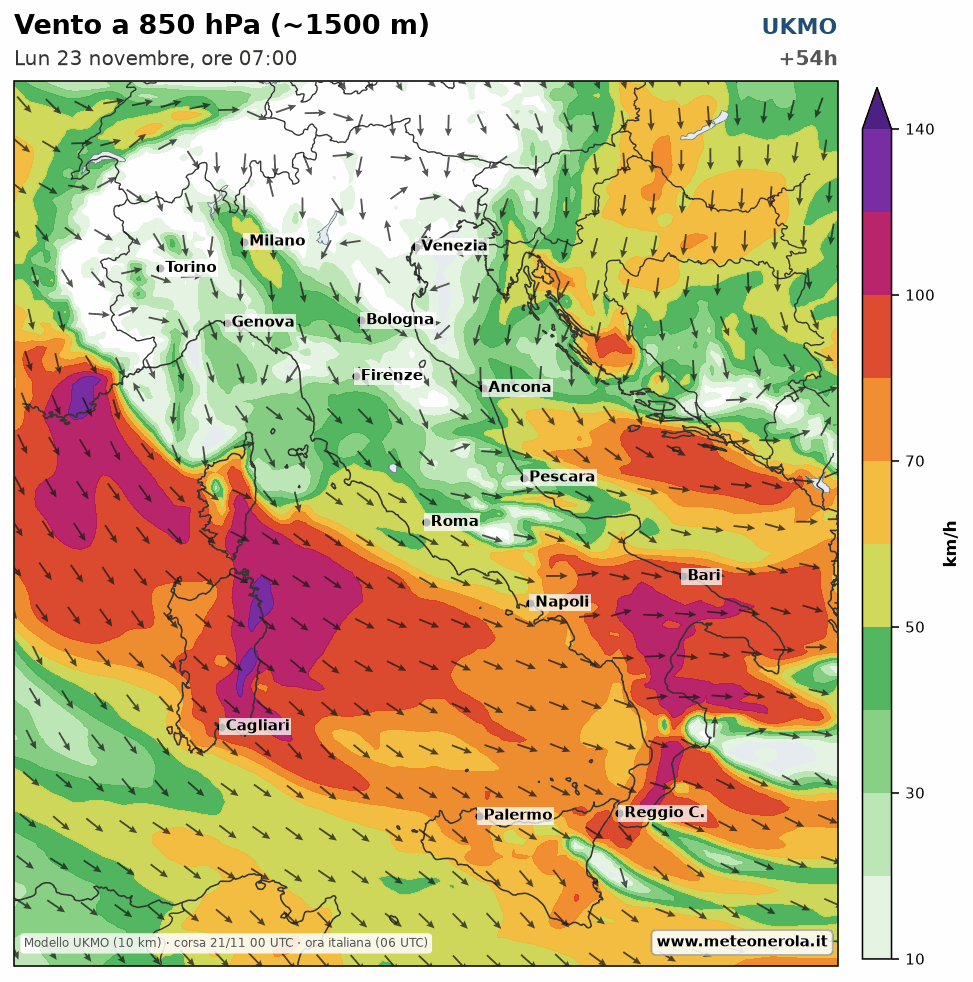 Vento a 850 hPa (~1500 m)
UKMO
Lun 23 novembre, ore 07:00
+54h
140
100
70
50
30
10
km/h
Milano
Venezia
Torino
Genova
Bologna
Firenze
Ancona
Pescara
Roma
Bari
Napoli
Cagliari
Palermo
Reggio C.
Modello UKMO (10 km) · corsa 21/11 00 UTC · ora italiana (06 UTC)
www.meteonerola.it